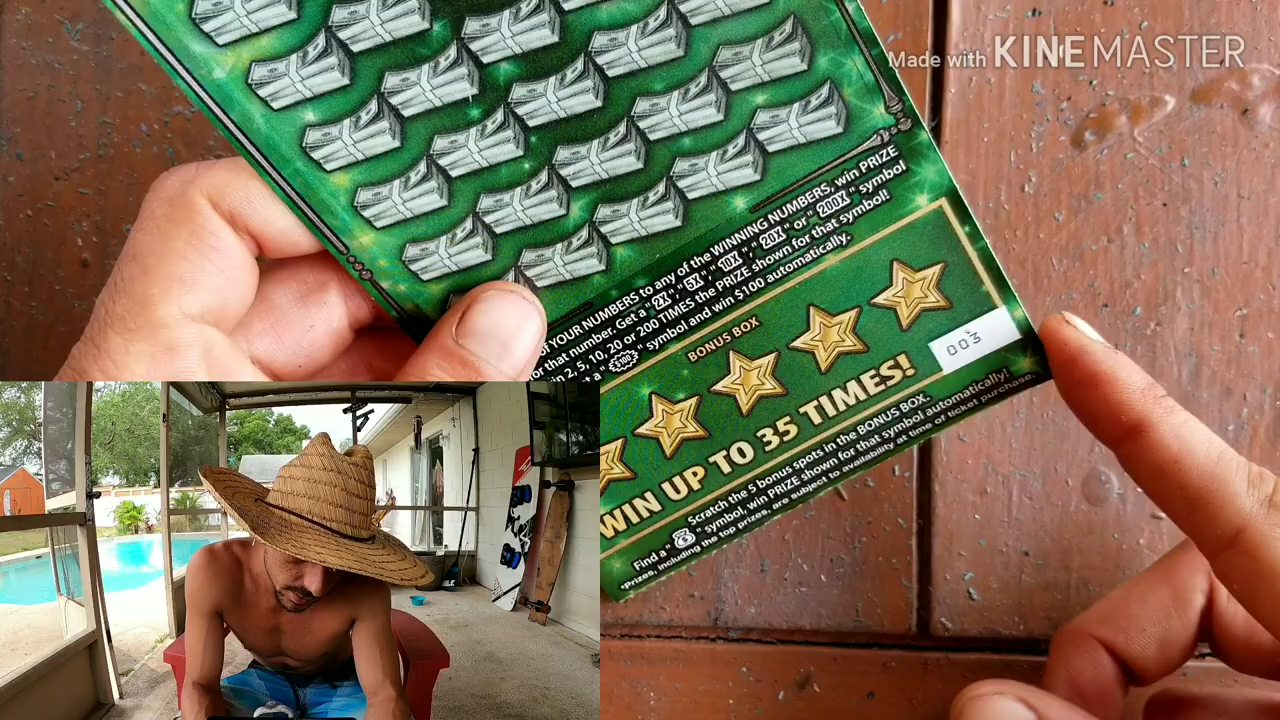 Made with KINEMASTER
of YOUR NUMBERS to any of the WINNING NUMBERS, win PRIZE
for that number. Get a "2X", "5X", "10X", "20X" or "200X" symbol
in 2, 5, 10, 20 or 200 TIMES the PRIZE shown for that symbol!
a "$100" symbol and win $100 automatically.
BONUS BOX
003
WIN UP TO 35 TIMES!
Scratch the 5 bonus spots in the BONUS BOX.
Find a " " symbol, win PRIZE shown for that symbol automatically!
*Prizes, including the top prizes, are subject to availability at time of ticket purchase.